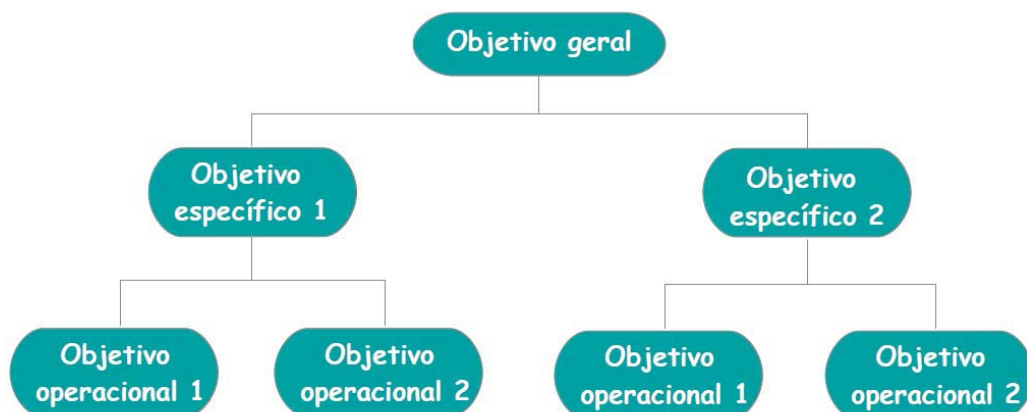 Objetivo geral
Objetivo
específico 1
Objetivo
específico 2
Objetivo
operacional 1
Objetivo
operacional 2
Objetivo
operacional 1
Objetivo
operacional 2